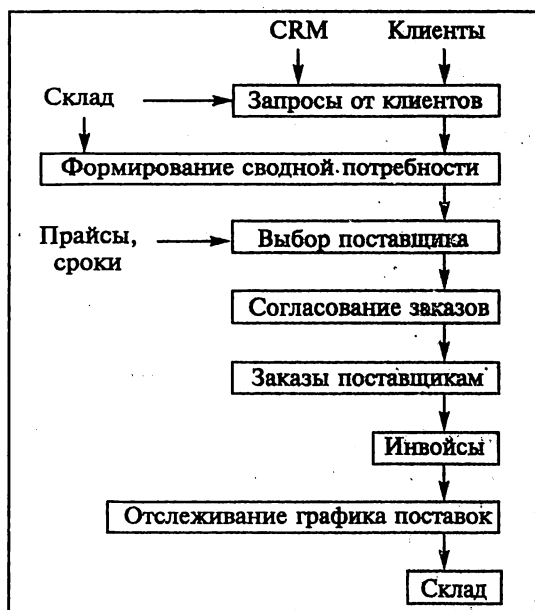 CRM Клиенты
Склад
Запросы от клиентов
Формирование сводной потребности
Прайсы,
сроки
Выбор поставщика
Согласование заказов
Заказы поставщикам
Инвойсы
Отслеживание графика поставок
Склад